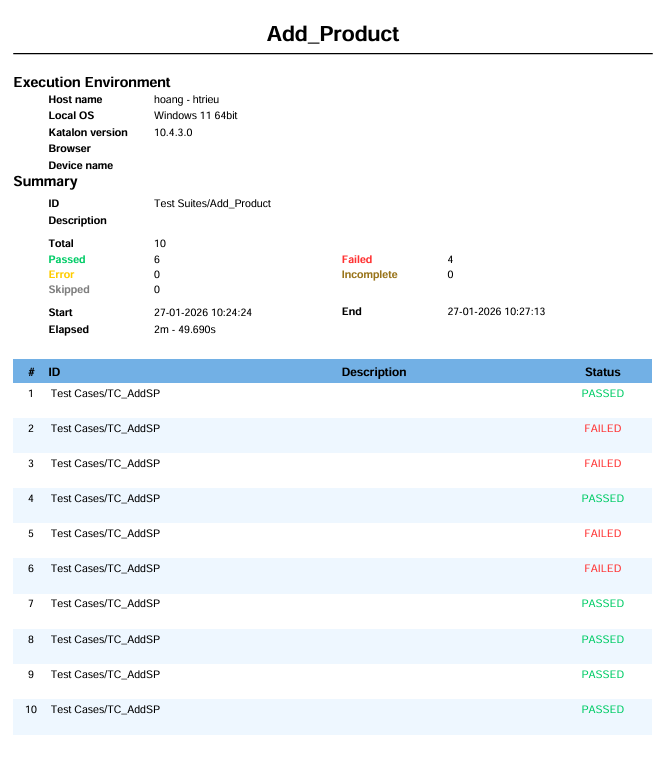 Add_Product
Execution Environment
Host name hoang - htrieu
Local OS Windows 11 64bit
Katalon version 10.4.3.0
Browser
Device name
Summary
ID Test Suites/Add_Product
Description
Total 10
Passed 6 Failed 4
Error 0 Incomplete 0
Skipped 0
Start 27-01-2026 10:24:24 End 27-01-2026 10:27:13
Elapsed 2m - 49.690s
# ID Description Status
1 Test Cases/TC_AddSP PASSED
2 Test Cases/TC_AddSP FAILED
3 Test Cases/TC_AddSP FAILED
4 Test Cases/TC_AddSP PASSED
5 Test Cases/TC_AddSP FAILED
6 Test Cases/TC_AddSP FAILED
7 Test Cases/TC_AddSP PASSED
8 Test Cases/TC_AddSP PASSED
9 Test Cases/TC_AddSP PASSED
10 Test Cases/TC_AddSP PASSED